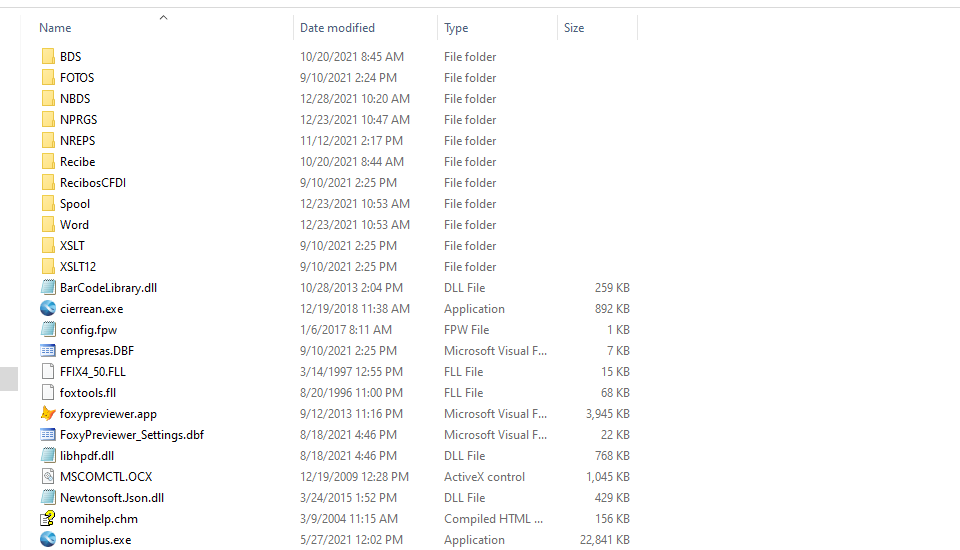 Name Date modified Type Size
BDS 10/20/2021 8:45 AM File folder
FOTOS 9/10/2021 2:24 PM File folder
NBDS 12/28/2021 10:20 AM File folder
NPRGS 12/23/2021 10:47 AM File folder
NREPS 11/12/2021 2:17 PM File folder
Recibe 10/20/2021 8:44 AM File folder
RecibosCFDI 9/10/2021 2:25 PM File folder
Spool 12/23/2021 10:53 AM File folder
Word 12/23/2021 10:53 AM File folder
XSLT 9/10/2021 2:25 PM File folder
XSLT12 9/10/2021 2:25 PM File folder
BarCodeLibrary.dll 10/28/2013 2:04 PM DLL File 259 KB
cierrean.exe 12/19/2018 11:38 AM Application 892 KB
config.fpw 1/6/2017 8:11 AM FPW File 1 KB
empresas.DBF 9/10/2021 2:25 PM Microsoft Visual F... 7 KB
FFIX4_50.FLL 3/14/1997 12:55 PM FLL File 15 KB
foxtools.fll 8/20/1996 11:00 PM FLL File 68 KB
foxypreviewer.app 9/12/2013 11:16 PM Microsoft Visual F... 3,945 KB
FoxyPreviewer_Settings.dbf 8/18/2021 4:46 PM Microsoft Visual F... 22 KB
libhpdf.dll 8/18/2021 4:46 PM DLL File 768 KB
MSCOMCTL.OCX 12/19/2009 12:28 PM ActiveX control 1,045 KB
Newtonsoft.Json.dll 3/24/2015 1:52 PM DLL File 429 KB
nomihelp.chm 3/9/2004 11:15 AM Compiled HTML ... 156 KB
nomiplus.exe 5/27/2021 12:02 PM Application 22,841 KB